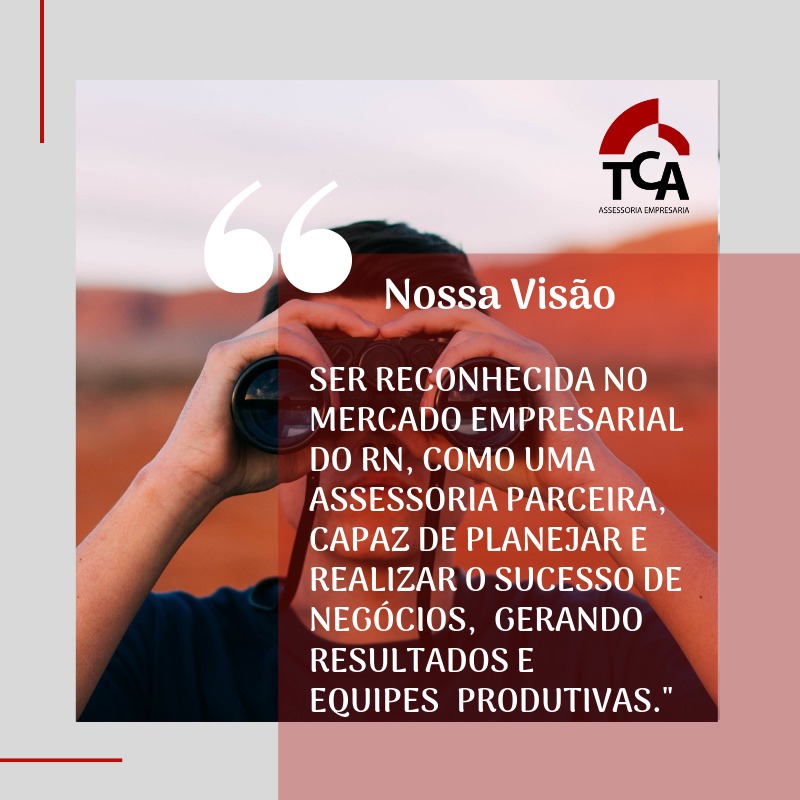 TCA
ASSESSORIA EMPRESARIA
“
Nossa Visão
SER RECONHECIDA NO
MERCADO EMPRESARIAL
DO RN, COMO UMA
ASSESSORIA PARCEIRA,
CAPAZ DE PLANEJAR E
REALIZAR O SUCESSO DE
NEGÓCIOS, GERANDO
RESULTADOS E
EQUIPES PRODUTIVAS."